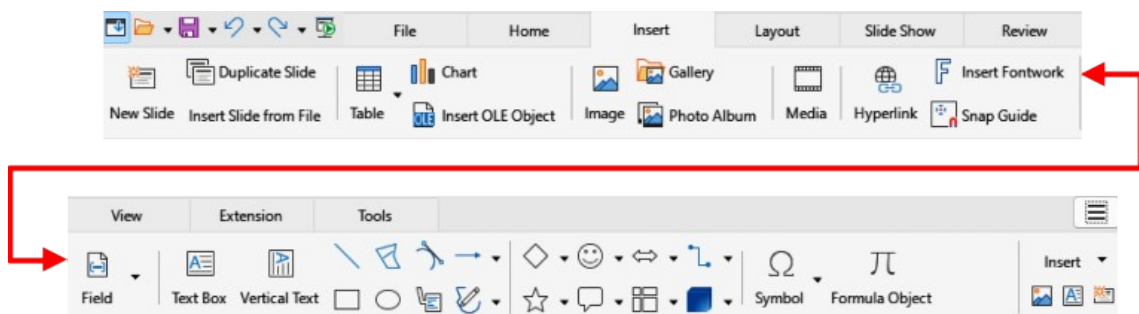 File Home Insert Layout Slide Show Review
Duplicate Slide Chart Gallery Insert Fontwork
New Slide Insert Slide from File Table OLE Insert OLE Object Image Photo Album Media Hyperlink Snap Guide
View Extension Tools
Insert
Field Text Box Vertical Text Symbol Formula Object